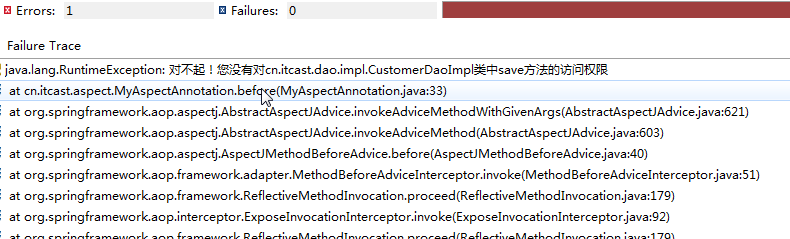 Errors: 1 Failures: 0
Failure Trace
java.lang.RuntimeException: 对不起！您没有对cn.itcast.dao.impl.CustomerDaoImpl类中save方法的访问权限
at cn.itcast.aspect.MyAspectAnnotation.before(MyAspectAnnotation.java:33)
at org.springframework.aop.aspectj.AbstractAspectJAdvice.invokeAdviceMethodWithGivenArgs(AbstractAspectJAdvice.java:621)
at org.springframework.aop.aspectj.AbstractAspectJAdvice.invokeAdviceMethod(AbstractAspectJAdvice.java:603)
at org.springframework.aop.aspectj.AspectJMethodBeforeAdvice.before(AspectJMethodBeforeAdvice.java:40)
at org.springframework.aop.framework.adapter.MethodBeforeAdviceInterceptor.invoke(MethodBeforeAdviceInterceptor.java:51)
at org.springframework.aop.framework.ReflectiveMethodInvocation.proceed(ReflectiveMethodInvocation.java:179)
at org.springframework.aop.interceptor.ExposeInvocationInterceptor.invoke(ExposeInvocationInterceptor.java:92)
at org.springframework.aop.framework.ReflectiveMethodInvocation.proceed(ReflectiveMethodInvocation.java:179)